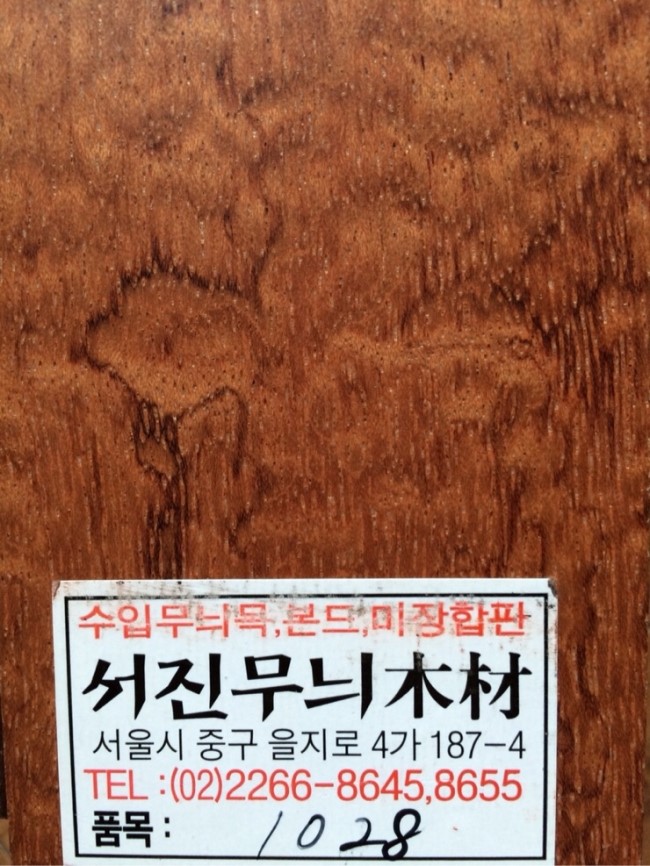 수입무늬목,본드,미장합판
서진무늬木材
서울시 중구 을지로 4가 187-4
TEL :(02)2266-8645,8655
품목 : 1028